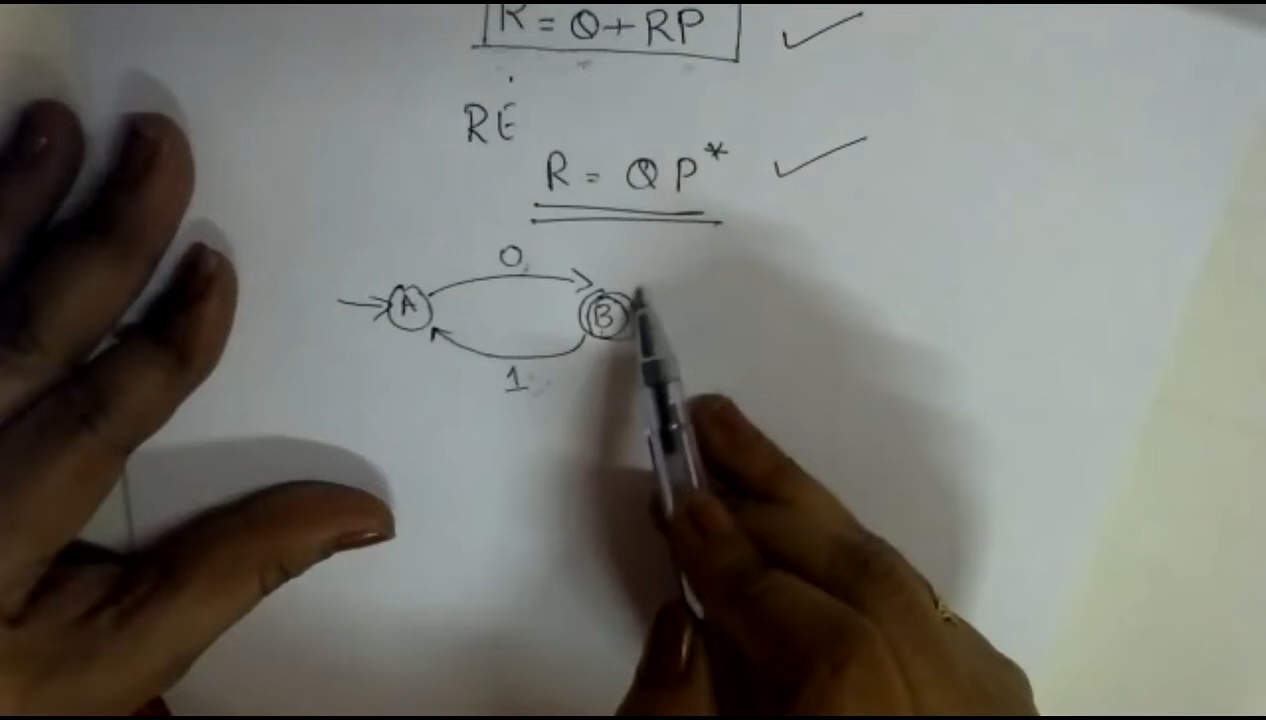 R = Q + RP
RE
R = QP*
0
A
B
1